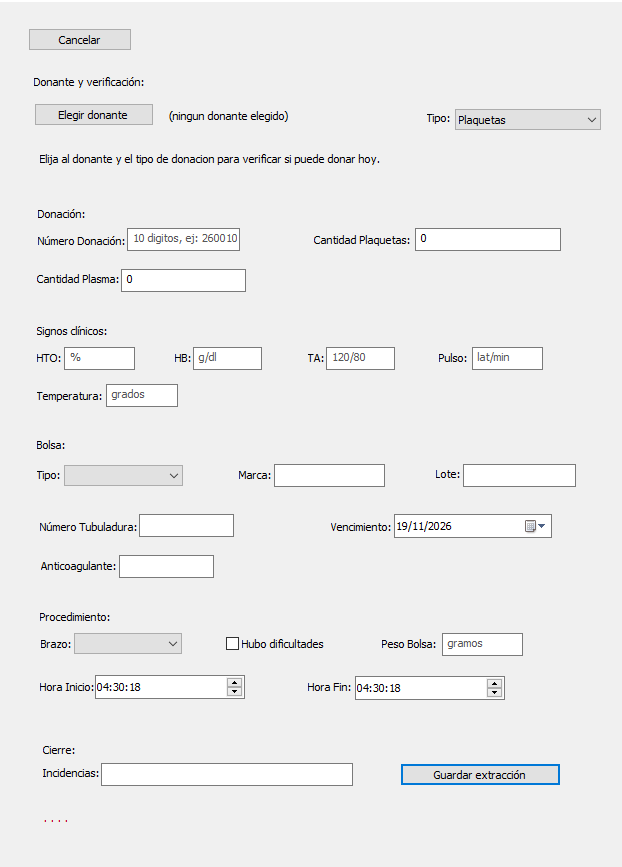 Cancelar
Donante y verificación:
Elegir donante (ningun donante elegido) Tipo: Plaquetas
Elija al donante y el tipo de donacion para verificar si puede donar hoy.
Donación:
Número Donación: 10 digitos, ej: 260010 Cantidad Plaquetas: 0
Cantidad Plasma: 0
Signos clínicos:
HTO: % HB: g/dl TA: 120/80 Pulso: lat/min
Temperatura: grados
Bolsa:
Tipo: Marca: Lote:
Número Tubuladura: Vencimiento: 19/11/2026
Anticoagulante:
Procedimiento:
Brazo: Hubo dificultades Peso Bolsa: gramos
Hora Inicio: 04:30:18 Hora Fin: 04:30:18
Cierre:
Incidencias: Guardar extracción
. . . .